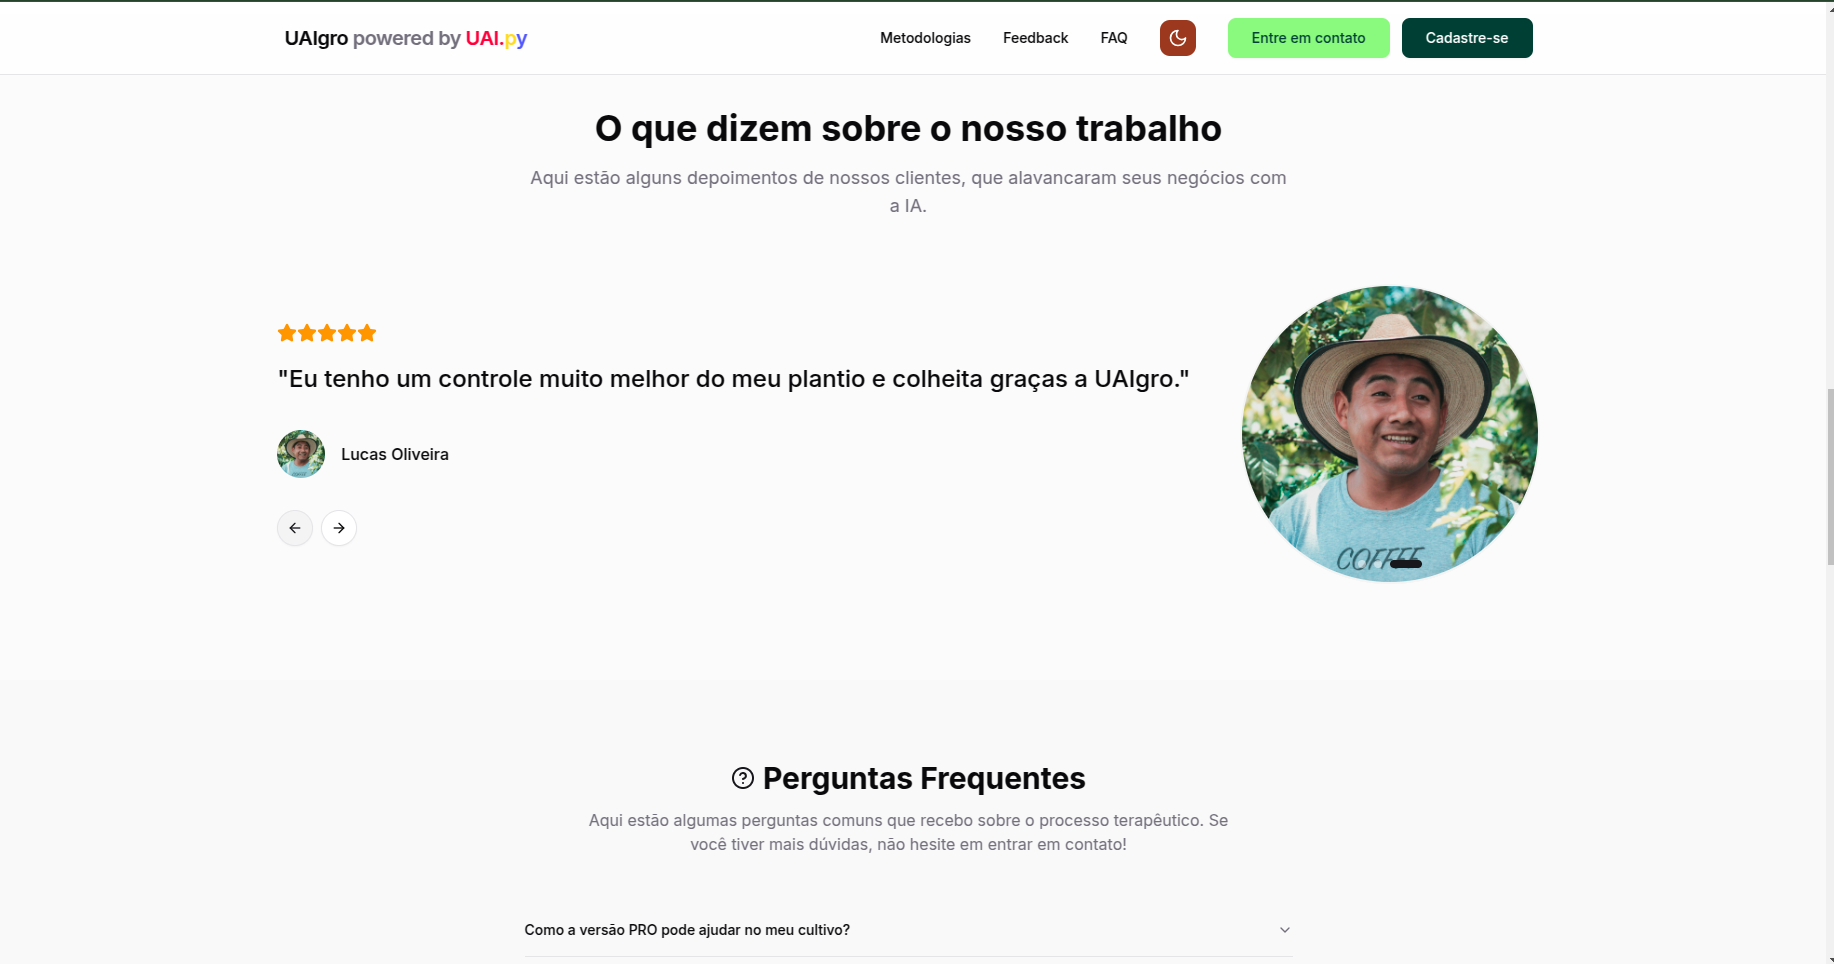 UAIgro powered by UAI.py
Metodologias
Feedback
FAQ
Entre em contato
Cadastre-se
O que dizem sobre o nosso trabalho
Aqui estão alguns depoimentos de nossos clientes, que alavancaram seus negócios com
a IA.
"Eu tenho um controle muito melhor do meu plantio e colheita graças a UAIgro."
Lucas Oliveira
COFFEE
Perguntas Frequentes
Aqui estão algumas perguntas comuns que recebo sobre o processo terapêutico. Se
você tiver mais dúvidas, não hesite em entrar em contato!
Como a versão PRO pode ajudar no meu cultivo?